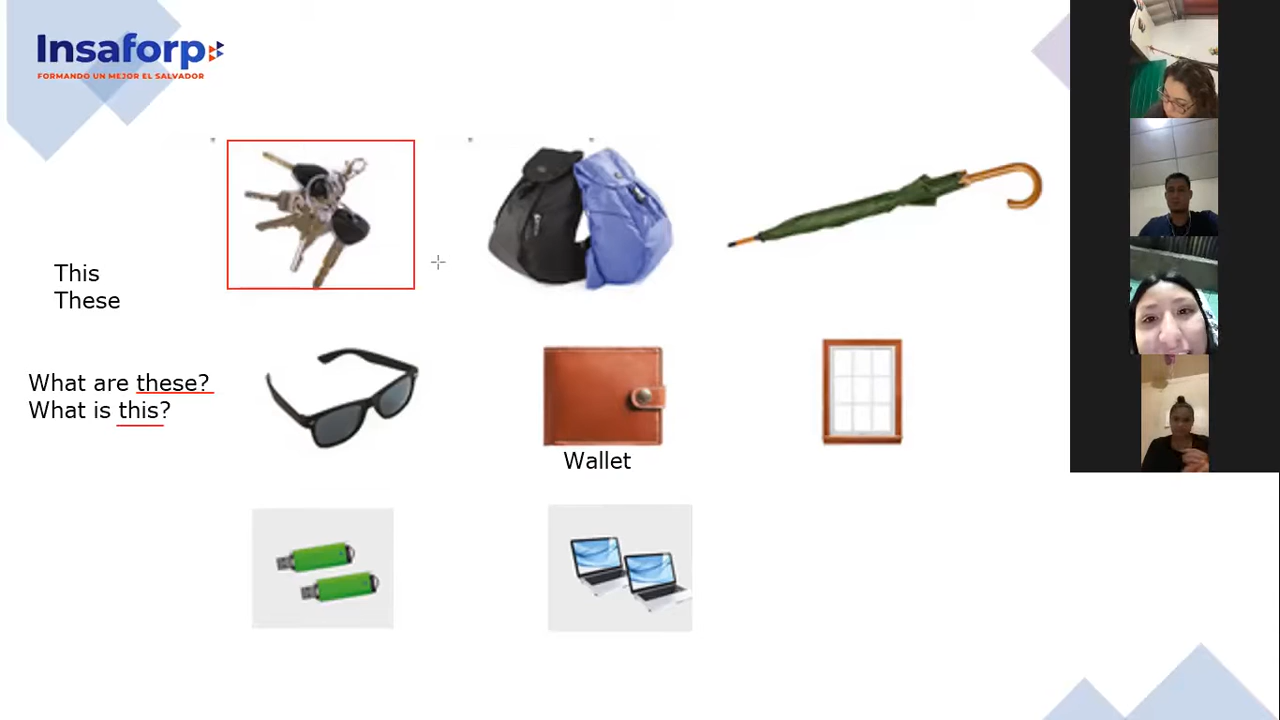 Insaforp
FORMANDO UN MEJOR EL SALVADOR
This
These
What are these?
What is this?
Wallet